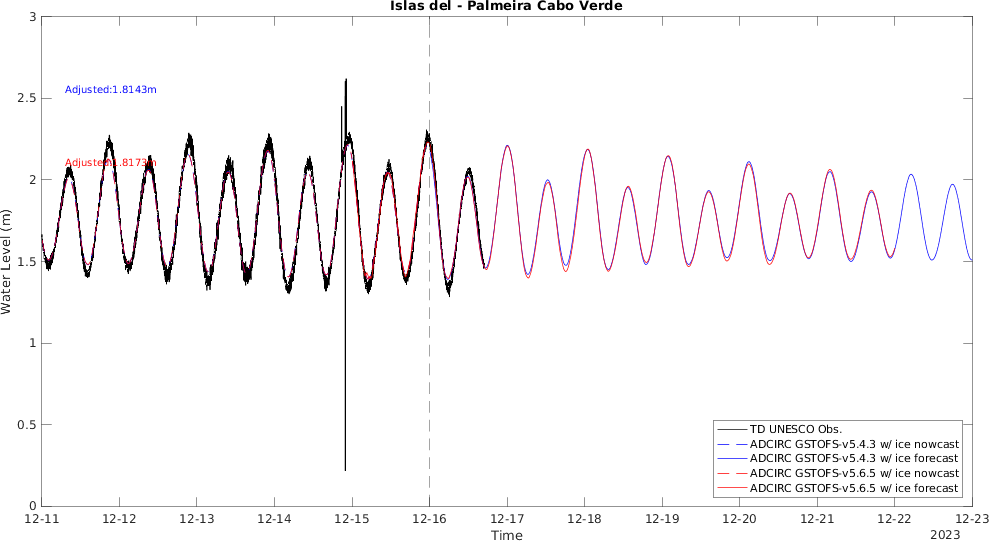 Islas del - Palmeira Cabo Verde
3
2.5
2
1.5
1
0.5
0
Water Level (m)
Adjusted:1.8143m
Adjusted:1.8173m
TD UNESCO Obs.
ADCIRC GSTOFS-v5.4.3 w/ ice nowcast
ADCIRC GSTOFS-v5.4.3 w/ ice forecast
ADCIRC GSTOFS-v5.6.5 w/ ice nowcast
ADCIRC GSTOFS-v5.6.5 w/ ice forecast
12-11 12-12 12-13 12-14 12-15 12-16 12-17 12-18 12-19 12-20 12-21 12-22 12-23
Time
2023